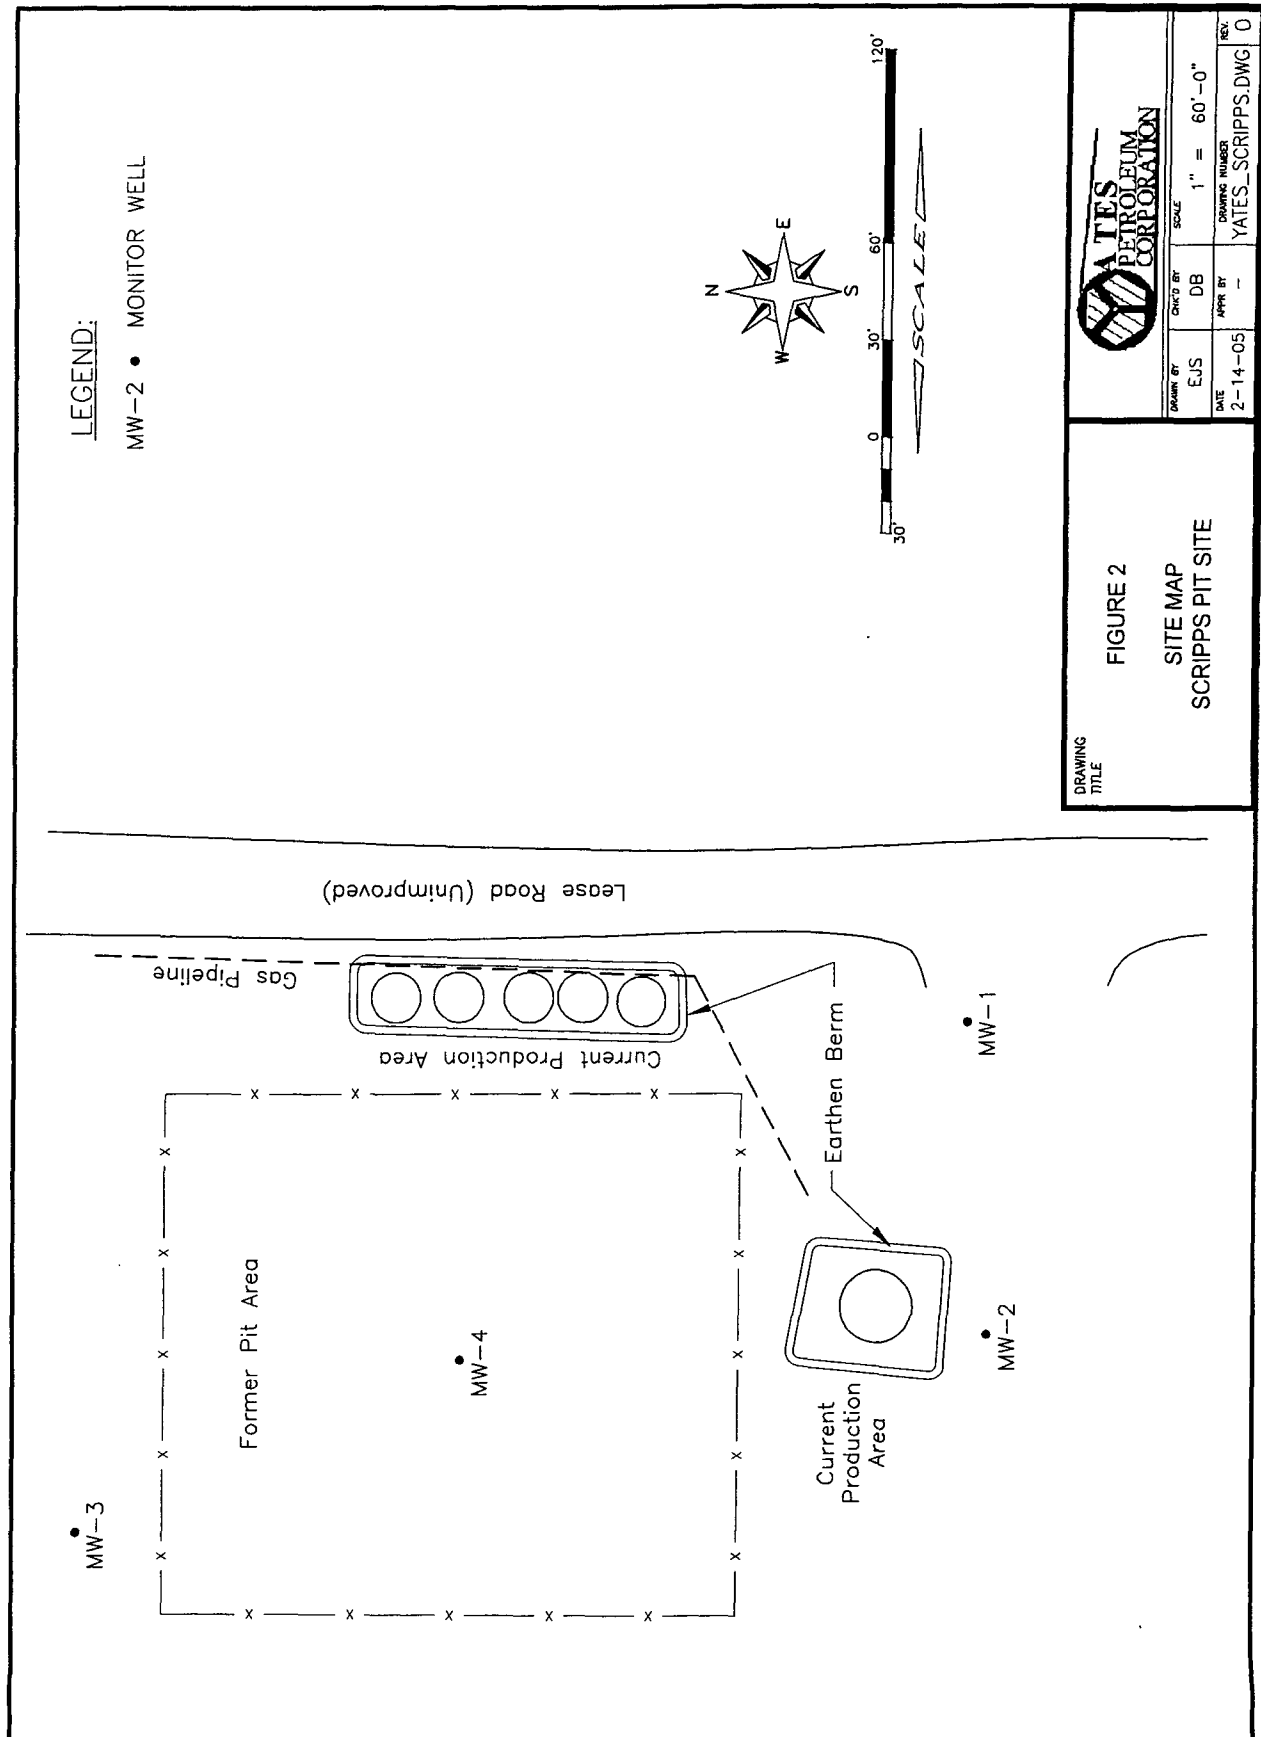 LEGEND:
MW-2 • MONITOR WELL
N
E
S
W
30'
0
30'
60'
120'
SCALE
Lease Road (Unimproved)
Gas Pipeline
Current Production Area
Earthen Berm
MW-1
Former Pit Area
MW-4
MW-2
MW-3
Current
Production
Area
DRAWING
TITLE
FIGURE 2
SITE MAP
SCRIPPS PIT SITE
YATES
PETROLEUM
CORPORATION
DRAWN BY
EJS
CHK'D BY
DB
SCALE
1" = 60'-0"
DATE
2-14-05
APPR BY
-
DRAWING NUMBER
YATES_SCRIPPS.DWG
REV.
0
x x x x x
x x x x x
x x x x x
x x x x x